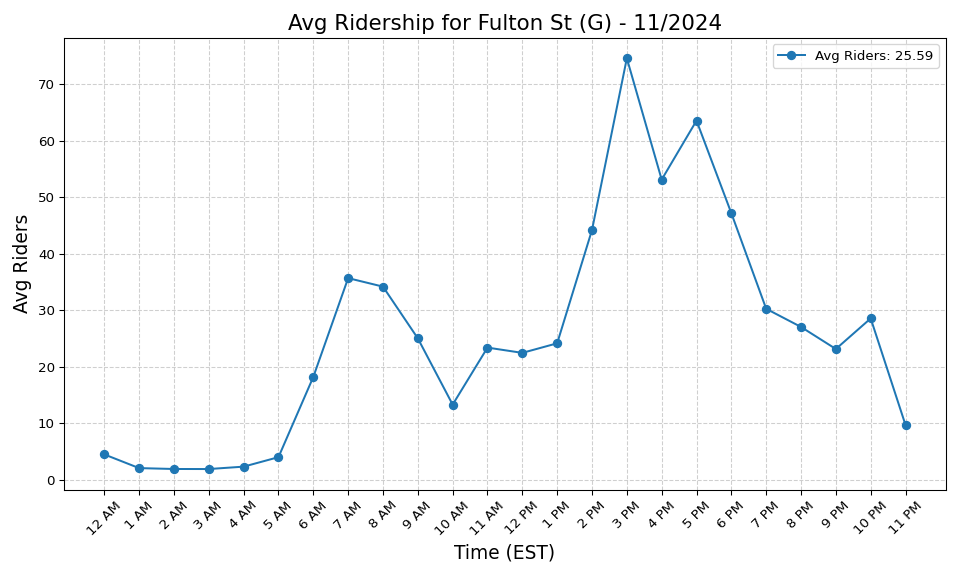 Avg Ridership for Fulton St (G) - 11/2024
Avg Riders: 25.59
Avg Riders
70
60
50
40
30
20
10
0
12 AM
1 AM
2 AM
3 AM
4 AM
5 AM
6 AM
7 AM
8 AM
9 AM
10 AM
11 AM
12 PM
1 PM
2 PM
3 PM
4 PM
5 PM
6 PM
7 PM
8 PM
9 PM
10 PM
11 PM
Time (EST)